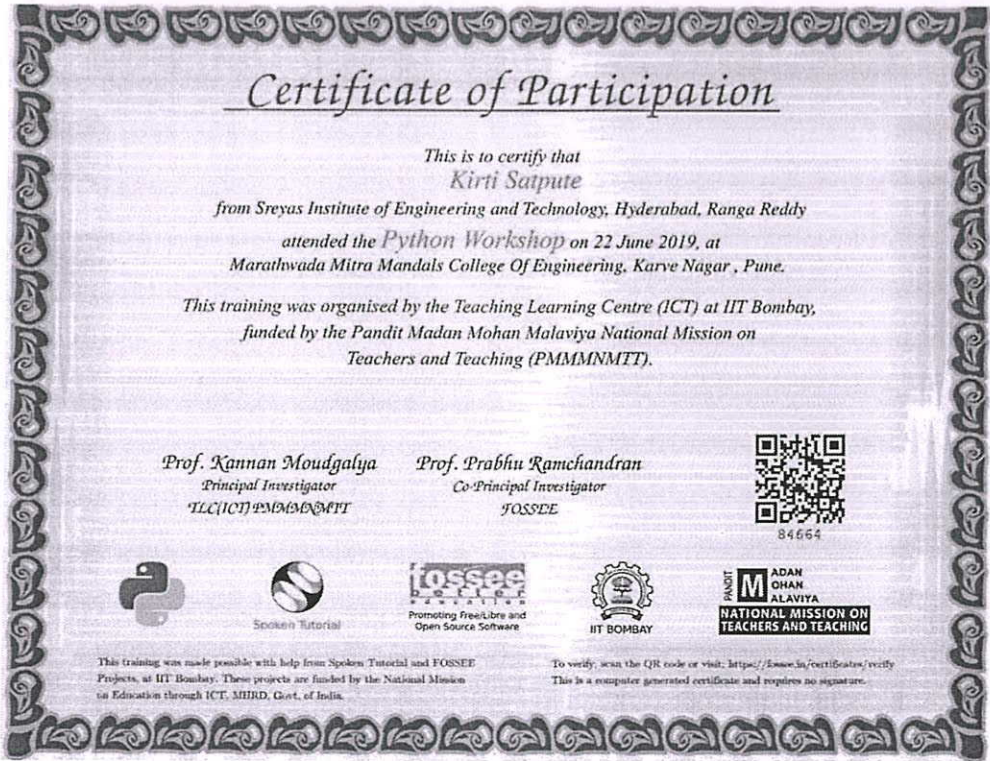 Certificate of Participation
This is to certify that
Kirti Satpute
from Sreyas Institute of Engineering and Technology, Hyderabad, Ranga Reddy
attended the Python Workshop on 22 June 2019, at
Marathwada Mitra Mandals College Of Engineering, Karve Nagar , Pune.
This training was organised by the Teaching Learning Centre (ICT) at IIT Bombay,
funded by the Pandit Madan Mohan Malaviya National Mission on
Teachers and Teaching (PMMMNMTT).
Prof. Kannan Moudgalya
Principal Investigator
TLC(ICT) PMMMNMTT
Prof. Prabhu Ramchandran
Co-Principal Investigator
FOSSEE
84664
Spoken Tutorial
fossee
better
education
Promoting Free/Libre and
Open Source Software
IIT BOMBAY
PANDIT
MADAN
MOHAN
MALAVIYA
NATIONAL MISSION ON
TEACHERS AND TEACHING
This training was made possible with help from Spoken Tutorial and FOSSEE
Projects, at IIT Bombay. These projects are funded by the National Mission
on Education through ICT, MHRD, Govt. of India.
To verify, scan the QR code or visit: https://fossee.in/certificates/verify
This is a computer generated certificate and requires no signature.